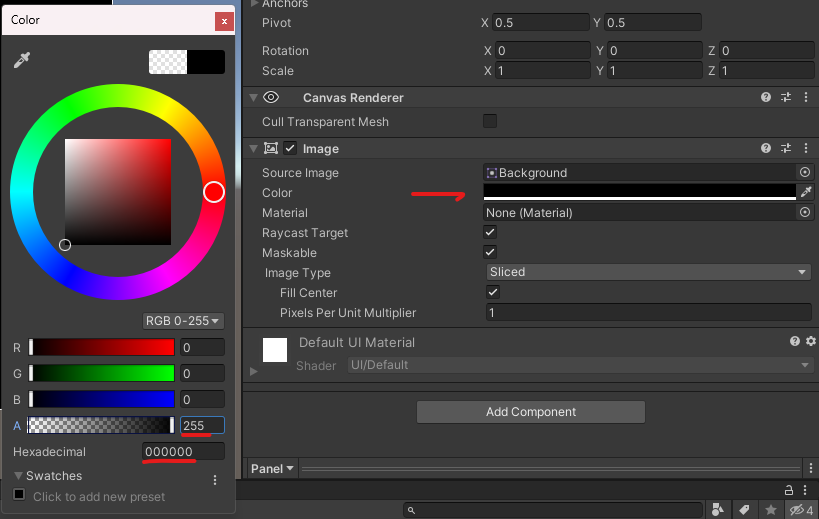 Color
x
RGB 0-255
R 0
G 0
B 0
A 255
Hexadecimal 000000
Swatches
Click to add new preset
Anchors
Pivot X 0.5 Y 0.5
Rotation X 0 Y 0 Z 0
Scale X 1 Y 1 Z 1
Canvas Renderer
Cull Transparent Mesh
Image
Source Image Background
Color
Material None (Material)
Raycast Target
Maskable
Image Type Sliced
Fill Center
Pixels Per Unit Multiplier 1
Default UI Material
Shader UI/Default
Add Component
Panel
4